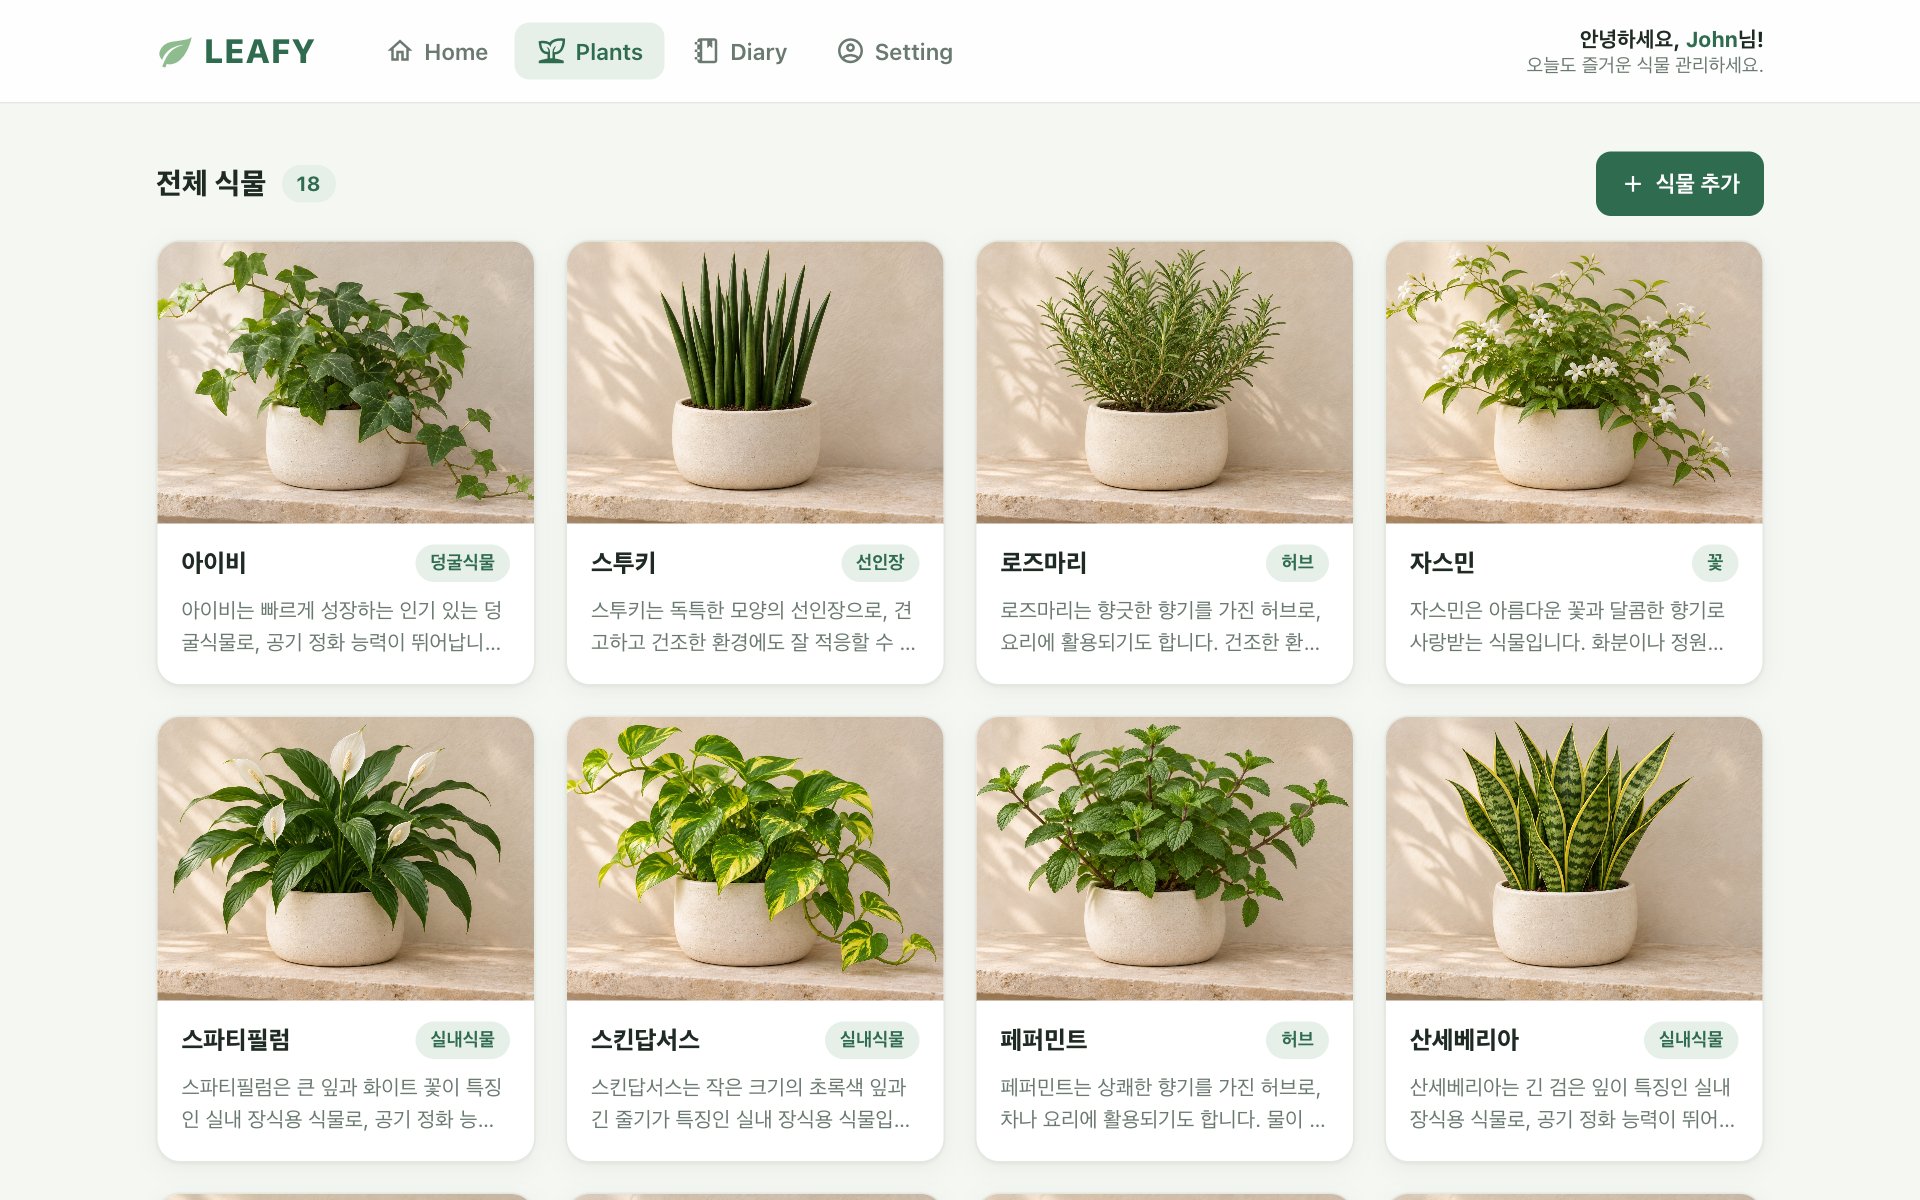 LEAFY
Home
Plants
Diary
Setting
안녕하세요, John님!
오늘도 즐거운 식물 관리하세요.
전체 식물 18
+ 식물 추가
아이비
덩굴식물
아이비는 빠르게 성장하는 인기 있는 덩
굴식물로, 공기 정화 능력이 뛰어납니...
스투키
선인장
스투키는 독특한 모양의 선인장으로, 견
고하고 건조한 환경에도 잘 적응할 수 ...
로즈마리
허브
로즈마리는 향긋한 향기를 가진 허브로,
요리에 활용되기도 합니다. 건조한 환...
자스민
꽃
자스민은 아름다운 꽃과 달콤한 향기로
사랑받는 식물입니다. 화분이나 정원...
스파티필럼
실내식물
스파티필럼은 큰 잎과 화이트 꽃이 특징
인 실내 장식용 식물로, 공기 정화 능...
스킨답서스
실내식물
스킨답서스는 작은 크기의 초록색 잎과
긴 줄기가 특징인 실내 장식용 식물입...
페퍼민트
허브
페퍼민트는 상쾌한 향기를 가진 허브로,
차나 요리에 활용되기도 합니다. 물이 ...
산세베리아
실내식물
산세베리아는 긴 검은 잎이 특징인 실내
장식용 식물로, 공기 정화 능력이 뛰어...